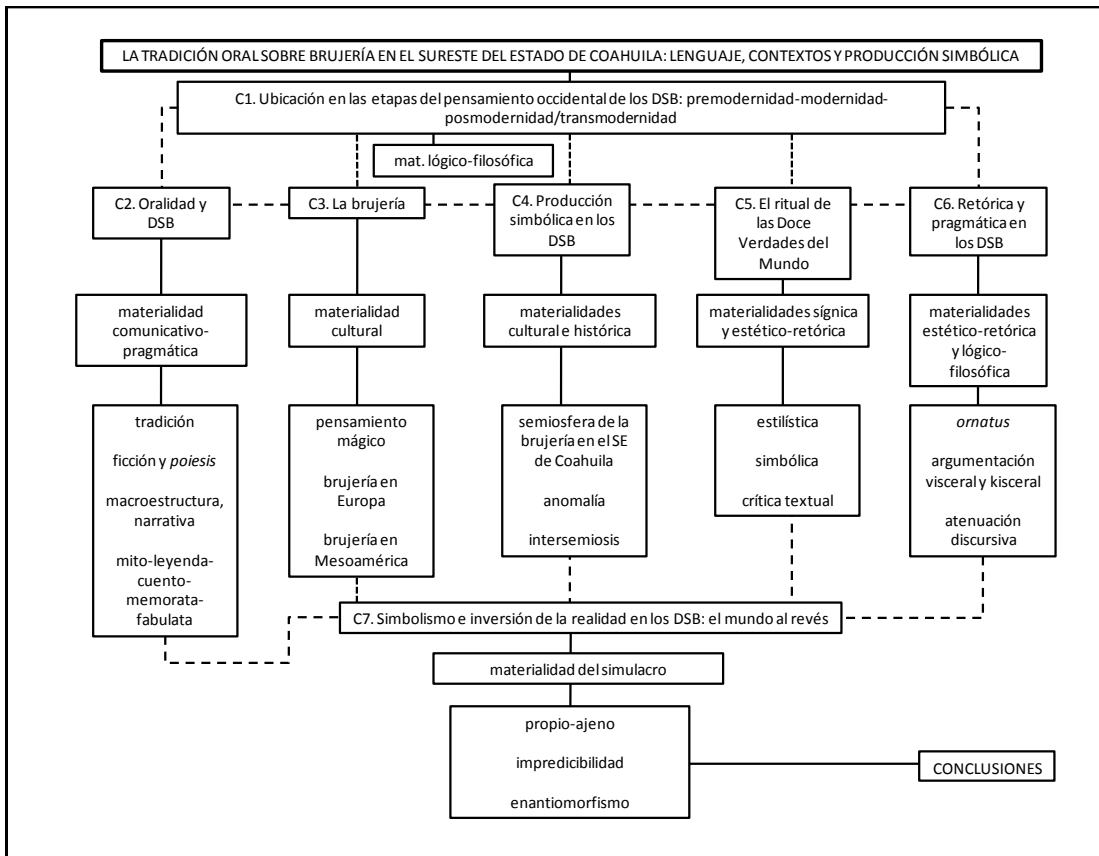 LA TRADICIÓN ORAL SOBRE BRUJERÍA EN EL SURESTE DEL ESTADO DE COAHUILA: LENGUAJE, CONTEXTOS Y PRODUCCIÓN SIMBÓLICA
C1. Ubicación en las etapas del pensamiento occidental de los DSB: premodernidad-modernidad-
posmodernidad/transmodernidad
mat. lógico-filosófica
C2. Oralidad y
DSB
C3. La brujería
C4. Producción
simbólica en los
DSB
C5. El ritual de
las Doce
Verdades del
Mundo
C6. Retórica y
pragmática en
los DSB
materialidad
comunicativo-
pragmática
materialidad
cultural
materialidades
cultural e histórica
materialidades sígnica
y estético-retórica
materialidades
estético-retórica
y lógico-
filosófica
tradición
ficción y poiesis
macroestructura,
narrativa
mito-leyenda-
cuento-
memorata-
fabulata
pensamiento
mágico
brujería en
Europa
brujería en
Mesoamérica
semiosfera de la
brujería en el SE
de Coahuila
anomalía
intersemiosis
estilística
simbólica
crítica textual
ornatus
argumentación
visceral y kisceral
atenuación
discursiva
C7. Simbolismo e inversión de la realidad en los DSB: el mundo al revés
materialidad del simulacro
propio-ajeno
impredicibilidad
enantiomorfismo
CONCLUSIONES